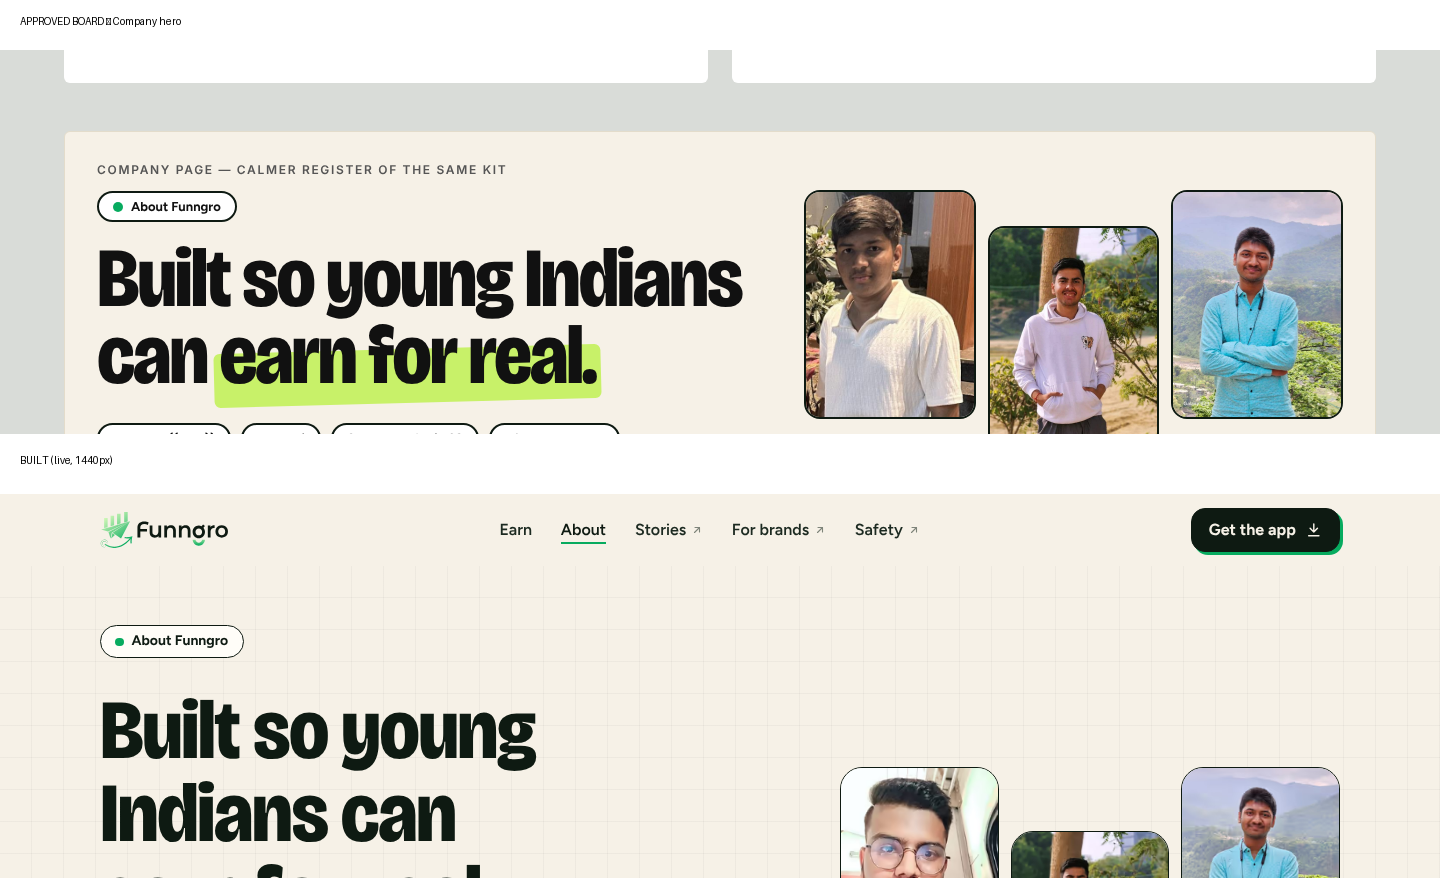 APPROVED BOARD Company hero
COMPANY PAGE — CALMER REGISTER OF THE SAME KIT
About Funngro
Built so young Indians
can earn for real.
BUILT (live, 1440px)
Funngro
Earn
About
Stories ↗
For brands ↗
Safety ↗
Get the app
About Funngro
Built so young
Indians can